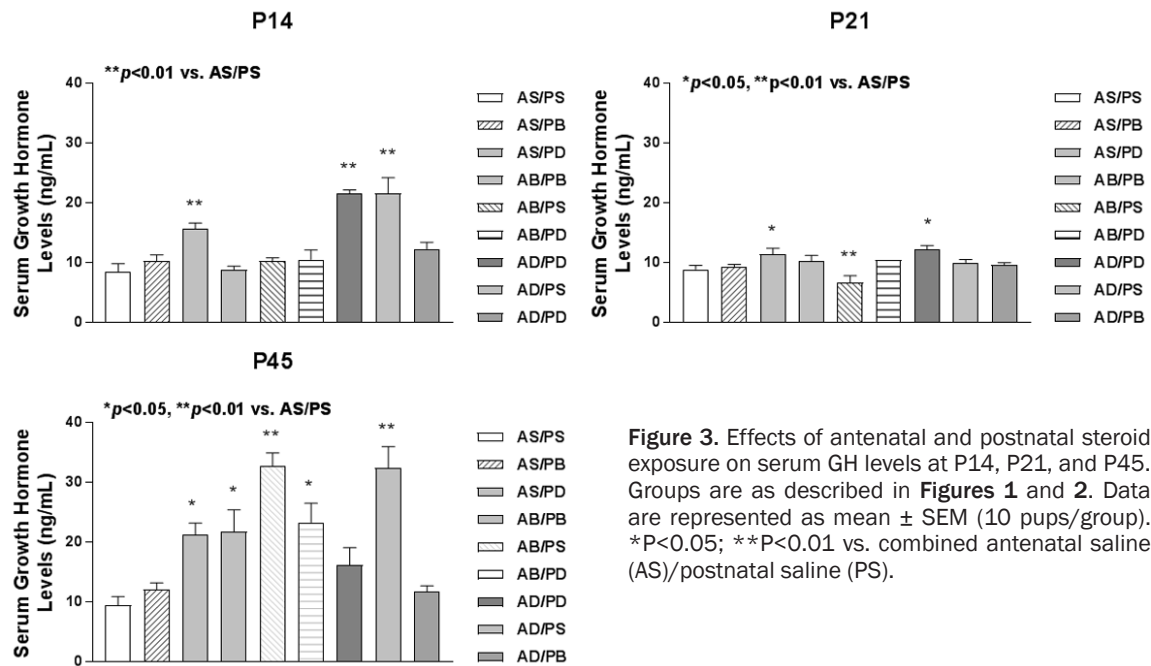 P14
**p<0.01 vs. AS/PS
Serum Growth Hormone
Levels (ng/mL)
40
30
20
10
0
**
**
**
AS/PS
AS/PB
AS/PD
AB/PB
AB/PS
AB/PD
AD/PD
AD/PS
AD/PD
P21
*p<0.05, **p<0.01 vs. AS/PS
Serum Growth Hormone
Levels (ng/mL)
40
30
20
10
0
*
**
*
AS/PS
AS/PB
AS/PD
AB/PB
AB/PS
AB/PD
AD/PD
AD/PS
AD/PB
P45
*p<0.05, **p<0.01 vs. AS/PS
Serum Growth Hormone
Levels (ng/mL)
40
30
20
10
0
*
*
**
*
**
AS/PS
AS/PB
AS/PD
AB/PB
AB/PS
AB/PD
AD/PD
AD/PS
AD/PB
Figure 3. Effects of antenatal and postnatal steroid
exposure on serum GH levels at P14, P21, and P45.
Groups are as described in Figures 1 and 2. Data
are represented as mean ± SEM (10 pups/group).
*P<0.05; **P<0.01 vs. combined antenatal saline
(AS)/postnatal saline (PS).